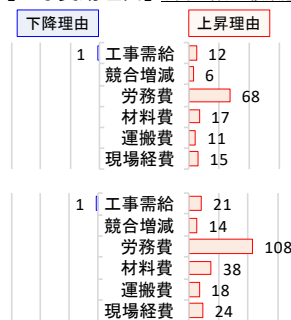 下降理由 上昇理由
1 工事需給 12
競合増減 6
労務費 68
材料費 17
運搬費 11
現場経費 15
1 工事需給 21
競合増減 14
労務費 108
材料費 38
運搬費 18
現場経費 24